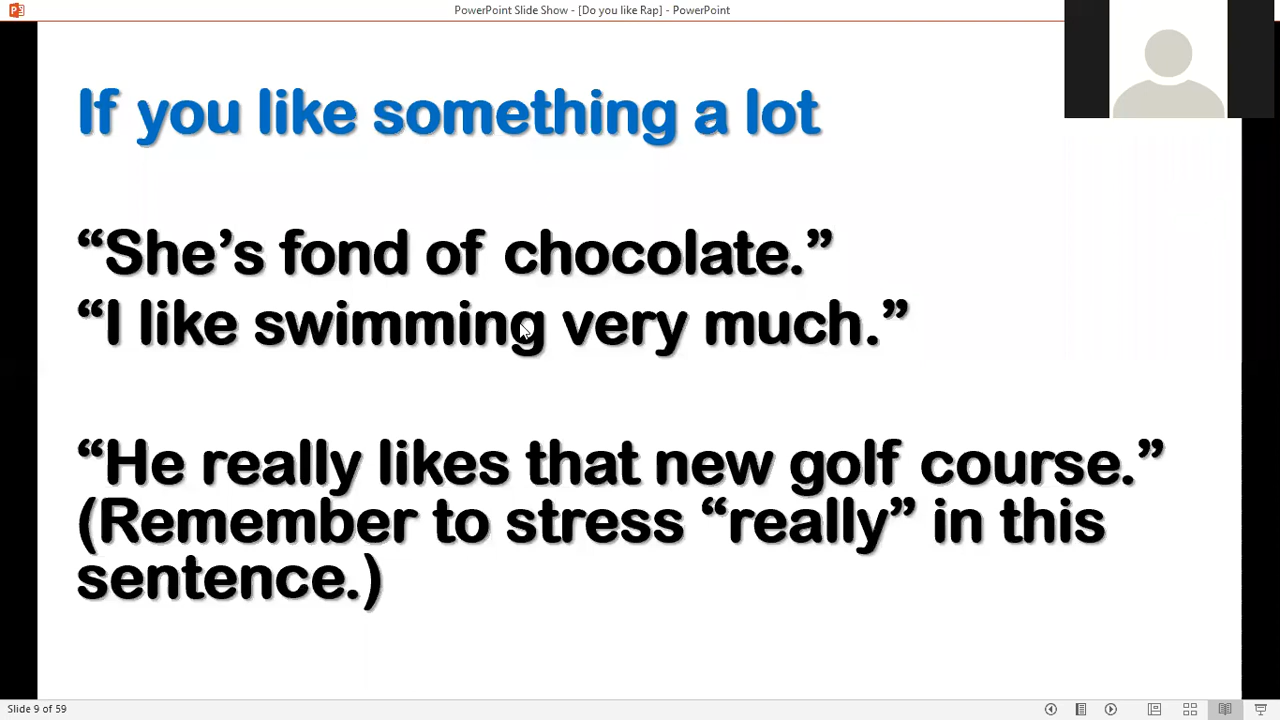 PowerPoint Slide Show - [Do you like Rap] - PowerPoint
If you like something a lot
“She’s fond of chocolate.”
“I like swimming very much.”
“He really likes that new golf course.”
(Remember to stress “really” in this
sentence.)
Slide 9 of 59